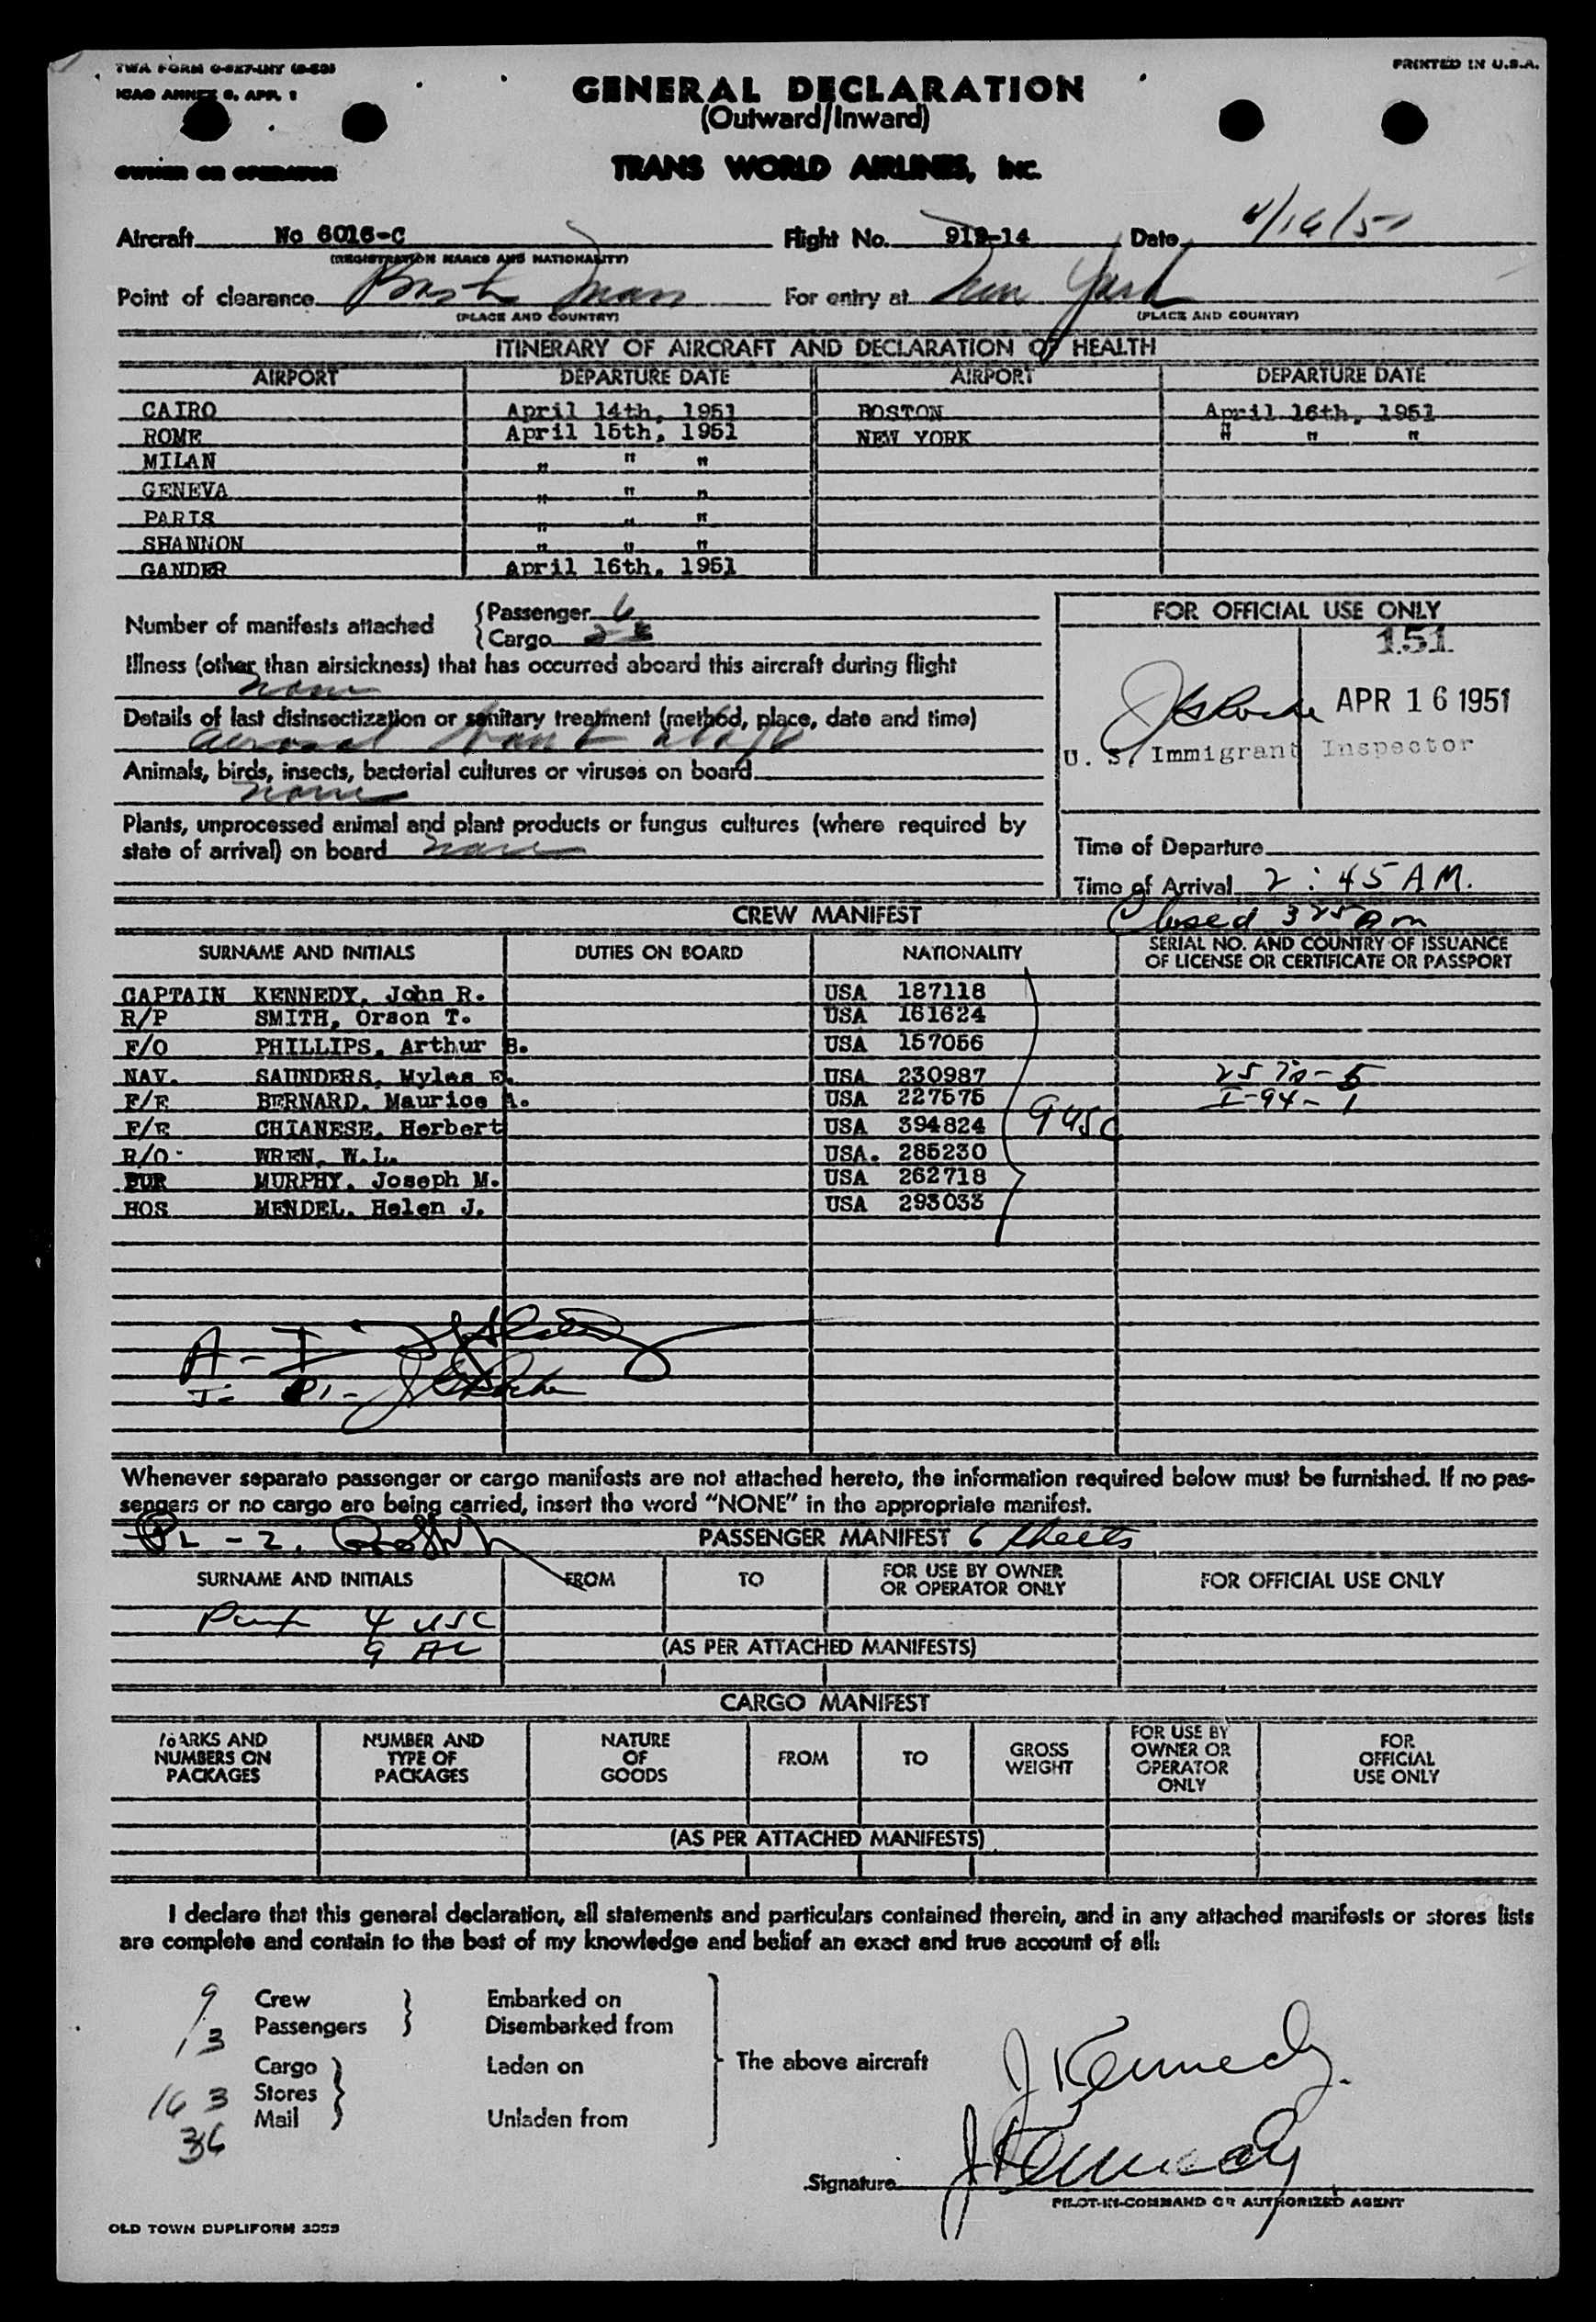 TWA FORM
ICAO ANNEX 9, APP. 1
PRINTED IN U.S.A.
GENERAL DECLARATION
(Outward/Inward)
OWNER OR OPERATOR
TRANS WORLD AIRLINES, Inc.
Aircraft No 6016-C
(REGISTRATION MARKS AND NATIONALITY)
Flight No. 919-14 Date 4/16/51
Point of clearance Boston Mass
(PLACE AND COUNTRY)
For entry at New York
(PLACE AND COUNTRY)
ITINERARY OF AIRCRAFT AND DECLARATION OF HEALTH
AIRPORT DEPARTURE DATE AIRPORT DEPARTURE DATE
CAIRO April 14th, 1951 BOSTON April 16th, 1951
ROME April 15th, 1951 NEW YORK " " "
MILAN " " "
GENEVA " " "
PARIS " " "
SHANNON " " "
GANDER April 16th, 1951
Number of manifests attached {Passenger 6
{Cargo
Illness (other than airsickness) that has occurred aboard this aircraft during flight
none
Details of last disinsectization or sanitary treatment (method, place, date and time)
aerosol
Animals, birds, insects, bacterial cultures or viruses on board
none
Plants, unprocessed animal and plant products or fungus cultures (where required by
state of arrival) on board none
FOR OFFICIAL USE ONLY
151
APR 16 1951
U. S. Immigrant Inspector
Time of Departure
Time of Arrival 2:45 AM.
Closed 325 am
CREW MANIFEST
SURNAME AND INITIALS DUTIES ON BOARD NATIONALITY SERIAL NO. AND COUNTRY OF ISSUANCE
OF LICENSE OR CERTIFICATE OR PASSPORT
CAPTAIN KENNEDY, John R. USA 187118
R/P SMITH, Orson T. USA 161624
F/O PHILLIPS, Arthur B. USA 157056
NAV. SAUNDERS, Myles E. USA 230987
F/E BERNARD, Maurice A. USA 227575
F/E CHIANESE, Herbert USA 394824
R/O WREN, W.L. USA. 285230
PUR MURPHY, Joseph M. USA 262718
HOS MENDEL, Helen J. USA 293033
9 USC
I-94-1
A-I
Whenever separate passenger or cargo manifests are not attached hereto, the information required below must be furnished. If no pas-
sengers or no cargo are being carried, insert the word "NONE" in the appropriate manifest.
PASSENGER MANIFEST 6 sheets
SURNAME AND INITIALS FROM TO FOR USE BY OWNER
OR OPERATOR ONLY FOR OFFICIAL USE ONLY
4 USC
9 AL
(AS PER ATTACHED MANIFESTS)
CARGO MANIFEST
MARKS AND
NUMBERS ON
PACKAGES NUMBER AND
TYPE OF
PACKAGES NATURE
OF
GOODS FROM TO GROSS
WEIGHT FOR USE BY
OWNER OR
OPERATOR
ONLY FOR
OFFICIAL
USE ONLY
(AS PER ATTACHED MANIFESTS)
I declare that this general declaration, all statements and particulars contained therein, and in any attached manifests or stores lists
are complete and contain to the best of my knowledge and belief an exact and true account of all:
9 Crew } Embarked on
13 Passengers } Disembarked from
Cargo } Laden on
163 Stores }
Mail } Unladen from
36
The above aircraft
J Kennedy.
Signature J Kennedy
PILOT-IN-COMMAND OR AUTHORIZED AGENT
OLD TOWN DUPLIFORM